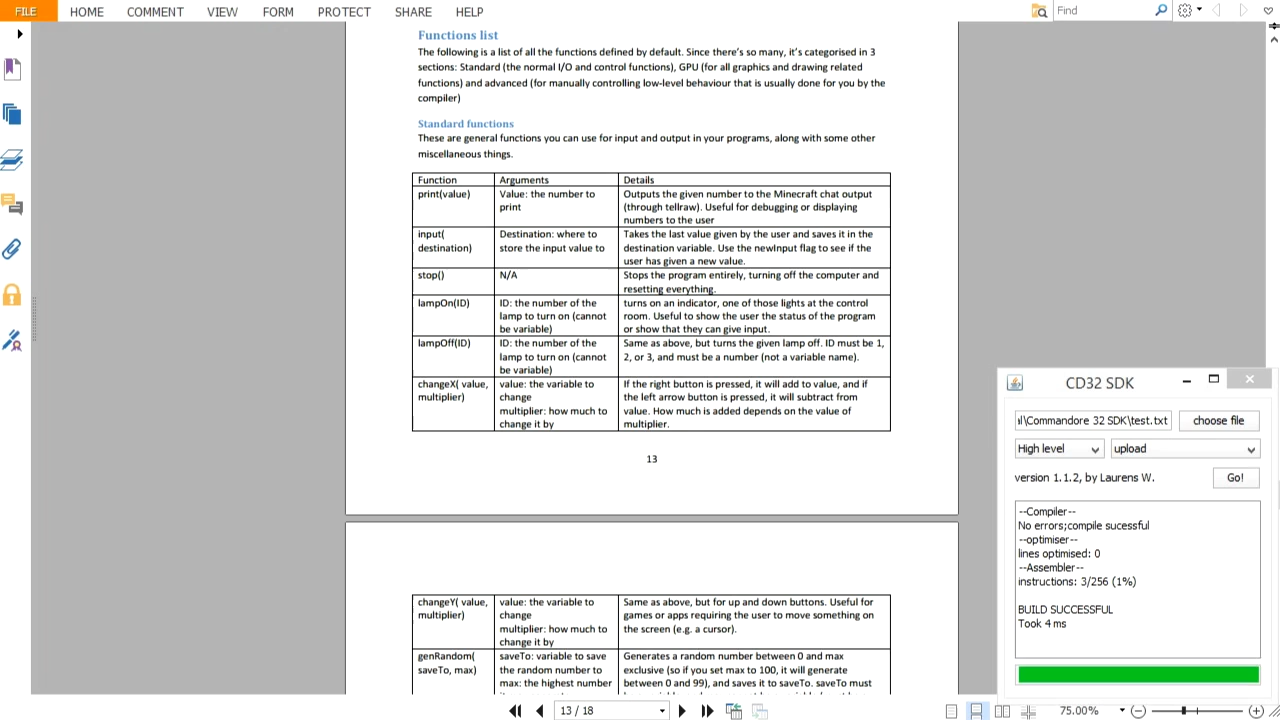 FILE HOME COMMENT VIEW FORM PROTECT SHARE HELP Find
Functions list
The following is a list of all the functions defined by default. Since there's so many, it's categorised in 3
sections: Standard (the normal I/O and control functions), GPU (for all graphics and drawing related
functions) and advanced (for manually controlling low-level behaviour that is usually done for you by the
compiler)
Standard functions
These are general functions you can use for input and output in your programs, along with some other
miscellaneous things.
Function Arguments Details
print(value) Value: the number to Outputs the given number to the Minecraft chat output
print (through tellraw). Useful for debugging or displaying
numbers to the user
input( Destination: where to Takes the last value given by the user and saves it in the
destination) store the input value to destination variable. Use the newInput flag to see if the
user has given a new value.
stop() N/A Stops the program entirely, turning off the computer and
resetting everything.
lampOn(ID) ID: the number of the turns on an indicator, one of those lights at the control
lamp to turn on (cannot room. Useful to show the user the status of the program
be variable) or show that they can give input.
lampOff(ID) ID: the number of the Same as above, but turns the given lamp off. ID must be 1,
lamp to turn on (cannot 2, or 3, and must be a number (not a variable name).
be variable)
changeX( value, value: the variable to If the right button is pressed, it will add to value, and if
multiplier) change the left arrow button is pressed, it will subtract from
multiplier: how much to value. How much is added depends on the value of
change it by multiplier.
13
changeY( value, value: the variable to Same as above, but for up and down buttons. Useful for
multiplier) change games or apps requiring the user to move something on
multiplier: how much to the screen (e.g. a cursor).
change it by
genRandom( saveTo: variable to save Generates a random number between 0 and max
saveTo, max) the random number to exclusive (so if you set max to 100, it will generate
max: the highest number between 0 and 99), and saves it to saveTo. saveTo must
CD32 SDK
l\Commandore 32 SDK\test.txt choose file
High level upload
version 1.1.2, by Laurens W. Go!
--Compiler--
No errors;compile sucessful
--optimiser--
lines optimised: 0
--Assembler--
instructions: 3/256 (1%)
BUILD SUCCESSFUL
Took 4 ms
13 / 18 75.00%